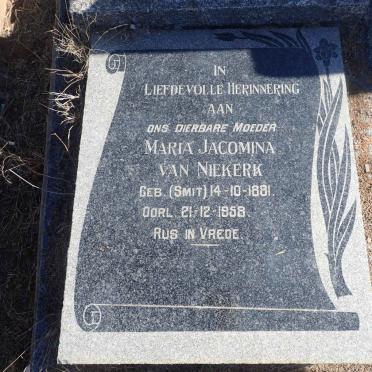 IN
LIEFDEVOLLE HERINNERING
AAN
ONS DIERBARE MOEDER
MARIA JACOMINA
VAN NIEKERK
GEB. (SMIT) 14-10-1881.
OORL. 21-12-1958.
RUS IN VREDE.